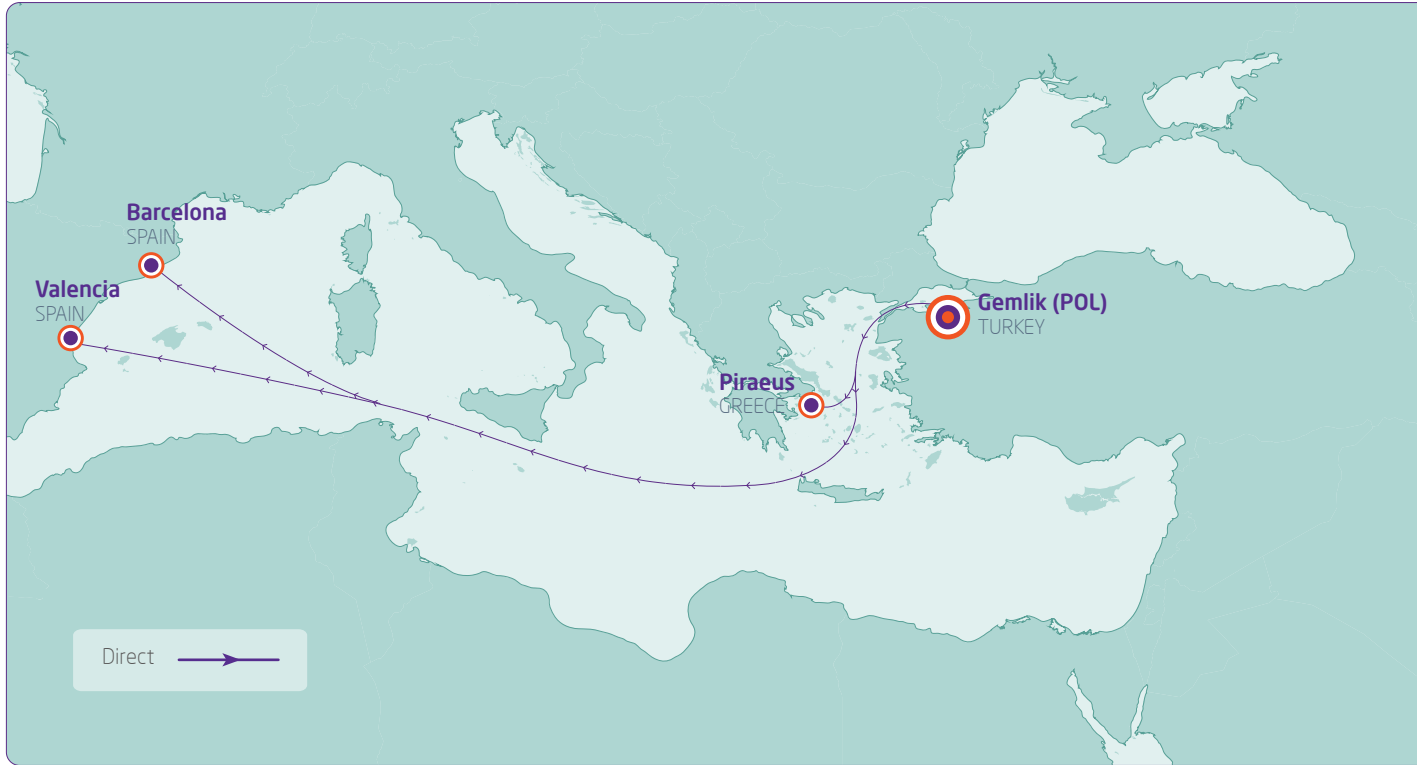 Barcelona
SPAIN
Valencia
SPAIN
Gemlik (POL)
TURKEY
Piraeus
GREECE
Direct